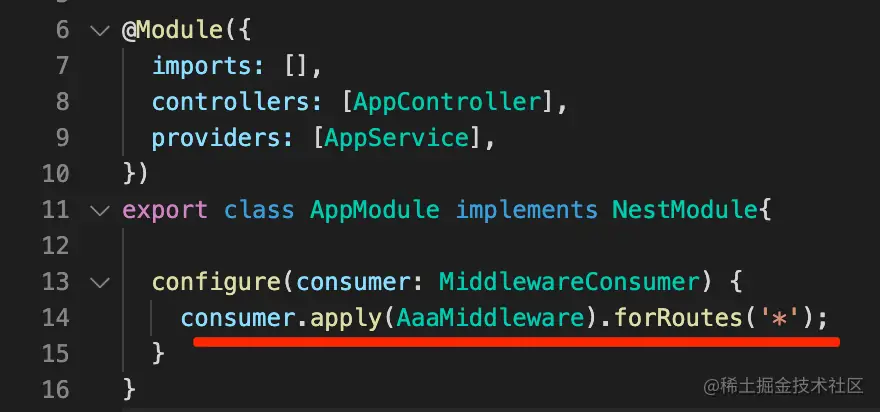 6 @Module({
7 imports: [],
8 controllers: [AppController],
9 providers: [AppService],
10 })
11 export class AppModule implements NestModule{
12
13 configure(consumer: MiddlewareConsumer) {
14 consumer.apply(AaaMiddleware).forRoutes('*');
15 }
16 }
@稀土掘金技术社区